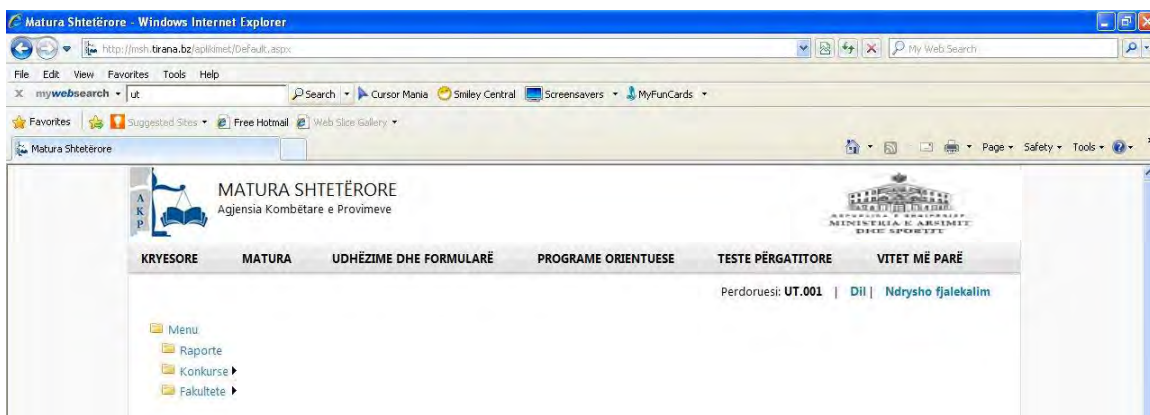 Matura Shtetërore - Windows Internet Explorer
http://msh.tirana.bz/aplikimet/Default.aspx
My Web Search
File Edit View Favorites Tools Help
X mywebsearch ut Search Cursor Mania Smiley Central Screensavers MyFunCards
Favorites Suggested Sites Free Hotmail Web Slice Gallery
Matura Shtetërore Page Safety Tools
AKP
MATURA SHTETËRORE
Agjensia Kombëtare e Provimeve
REPUBLIKA E SHQIPERISE
MINISTRIA E ARSIMIT
DHE SPORTIT
KRYESORE MATURA UDHËZIME DHE FORMULARË PROGRAME ORIENTUESE TESTE PËRGATITORE VITET MË PARË
Perdoruesi: UT.001 | Dil | Ndrysho fjalekalim
Menu
Raporte
Konkurse
Fakultete